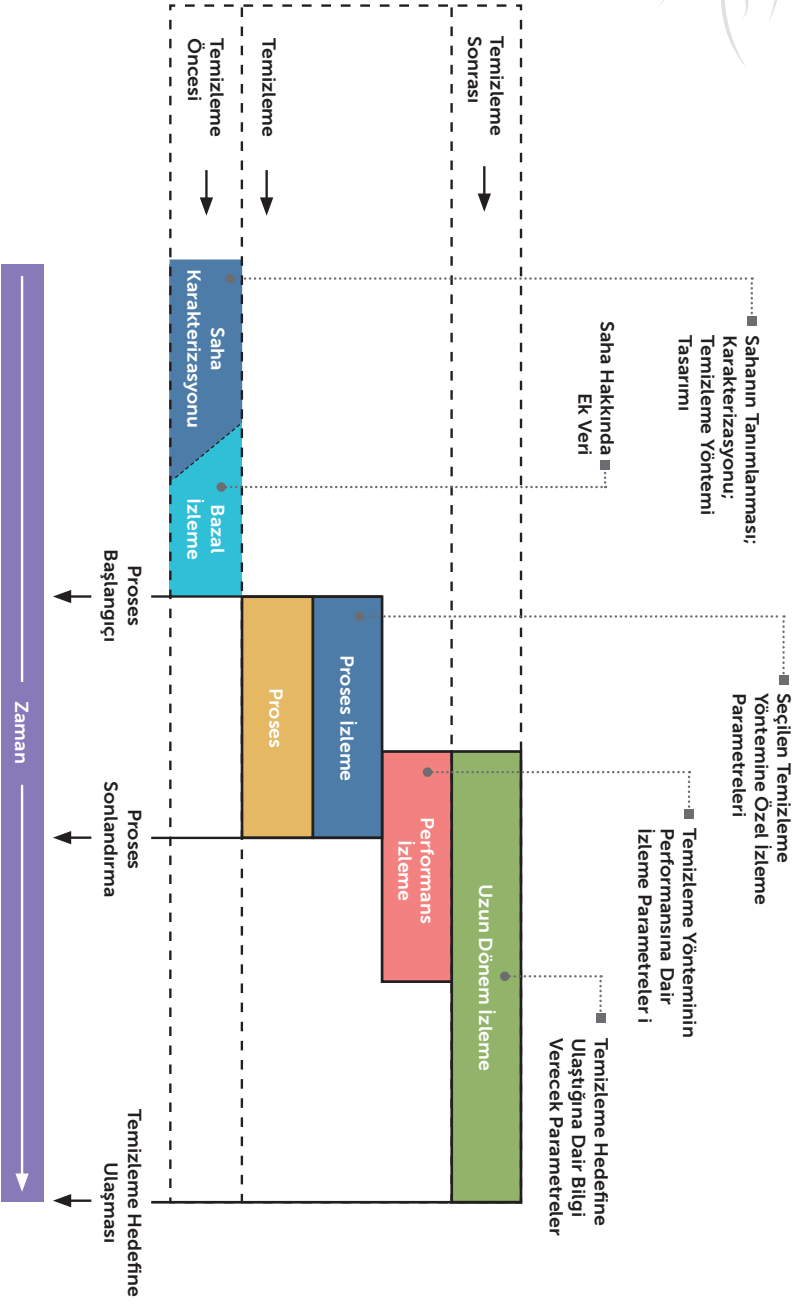 Sahanın Tanımlanması;
Karakterizasyonu;
Temizleme Yöntemi
Tasarımı
Seçilen Temizleme
Yöntemine Özel İzleme
Parametreleri
Temizleme Yönteminin
Performansına Dair
İzleme Parametreler i
Saha Hakkında
Ek Veri
Temizleme Hedefine
Ulaştığına Dair Bilgi
Verecek Parametreler
Temizleme
Sonrası
Uzun Dönem İzleme
Performans
İzleme
Temizleme
Proses İzleme
Proses
Temizleme
Öncesi
Saha
Karakterizasyonu
Bazal
İzleme
Proses
Başlangıçı
Proses
Sonlandırma
Temizleme Hedefine
Ulaşması
Zaman